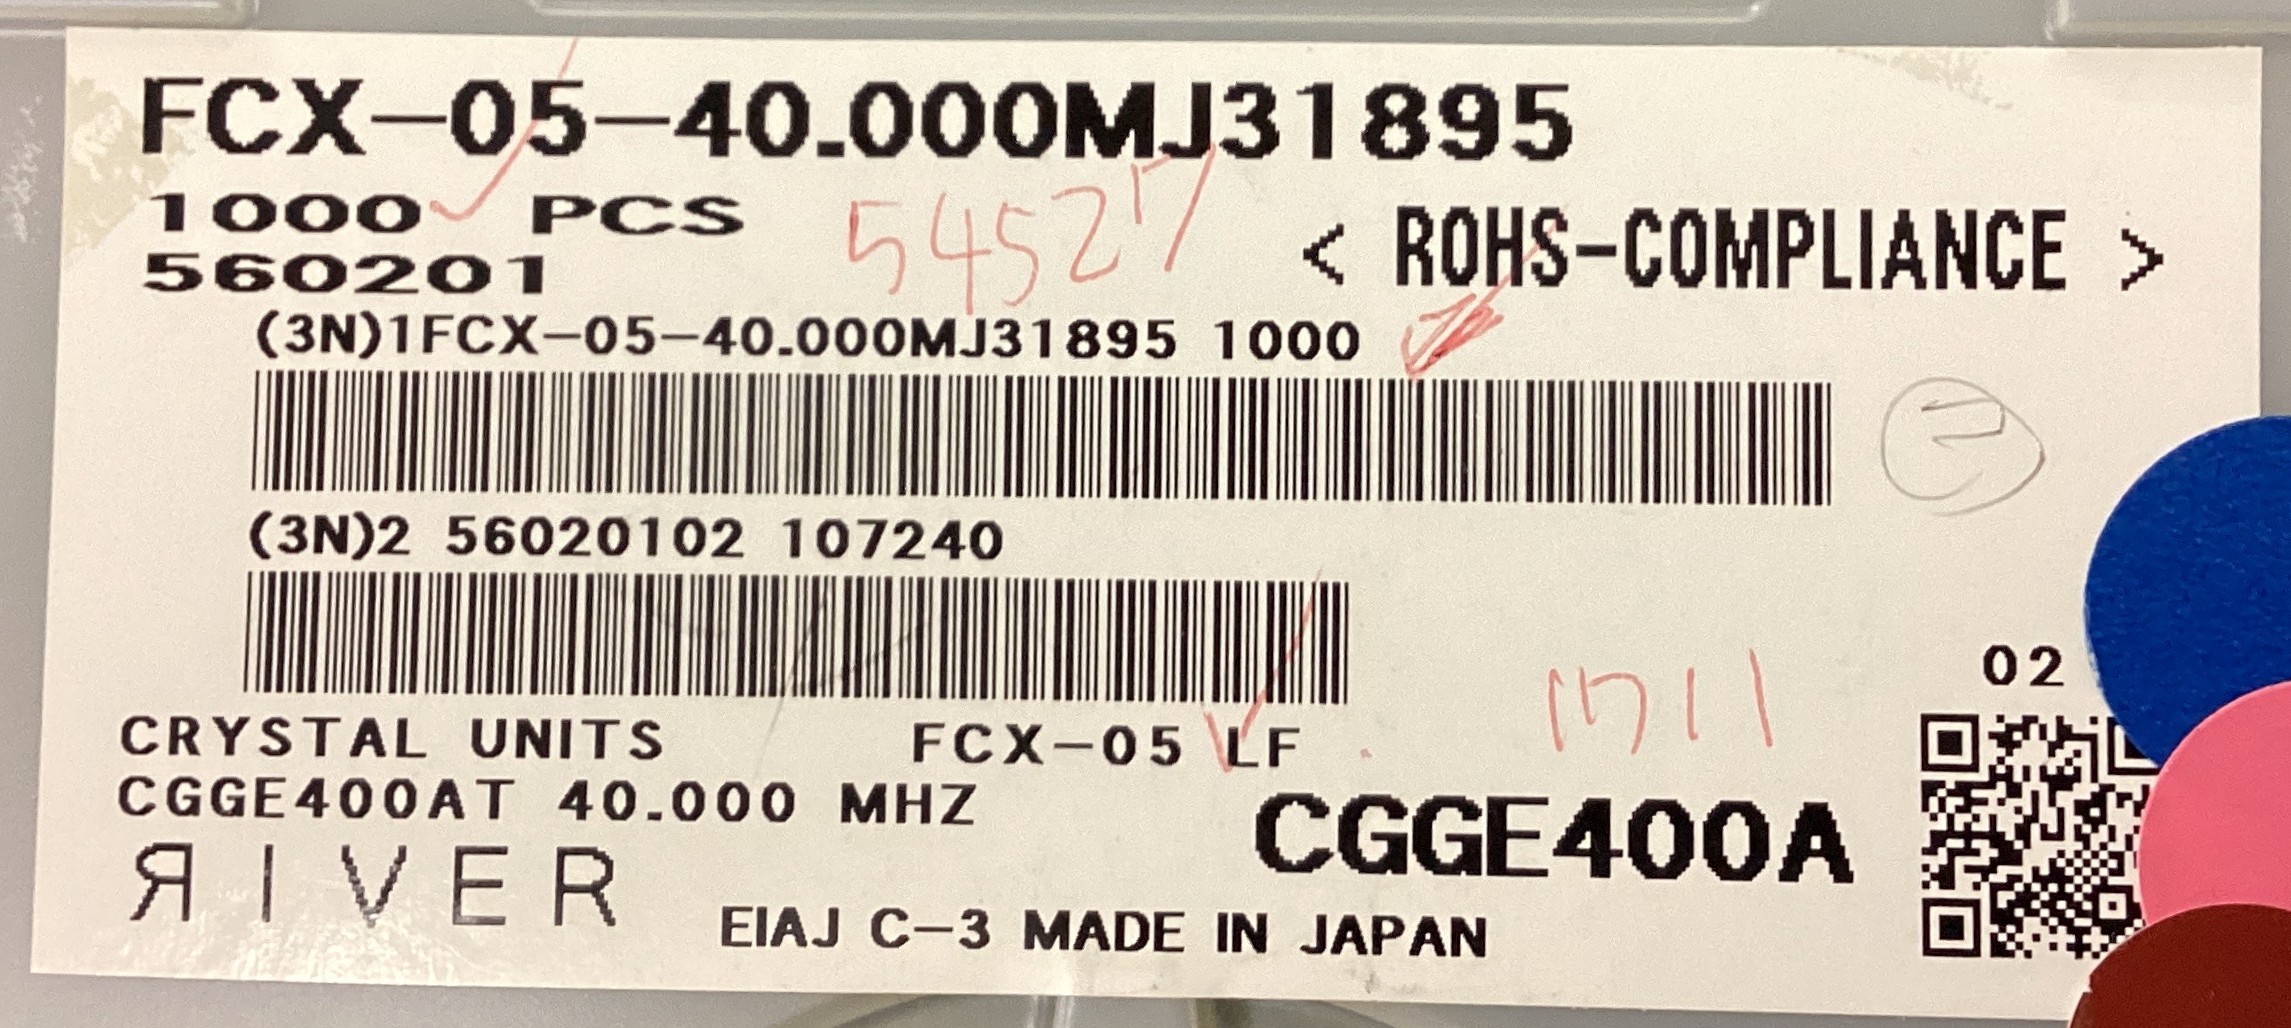 FCX-05-40.000MJ31895
1000 PCS
54527
560201
< ROHS-COMPLIANCE >
(3N)1FCX-05-40.000MJ31895 1000
(3N)2 56020102 107240
02
CRYSTAL UNITS FCX-05 LF
1711
CGGE400AT 40.000 MHZ
CGGE400A
RIVER
EIAJ C-3 MADE IN JAPAN